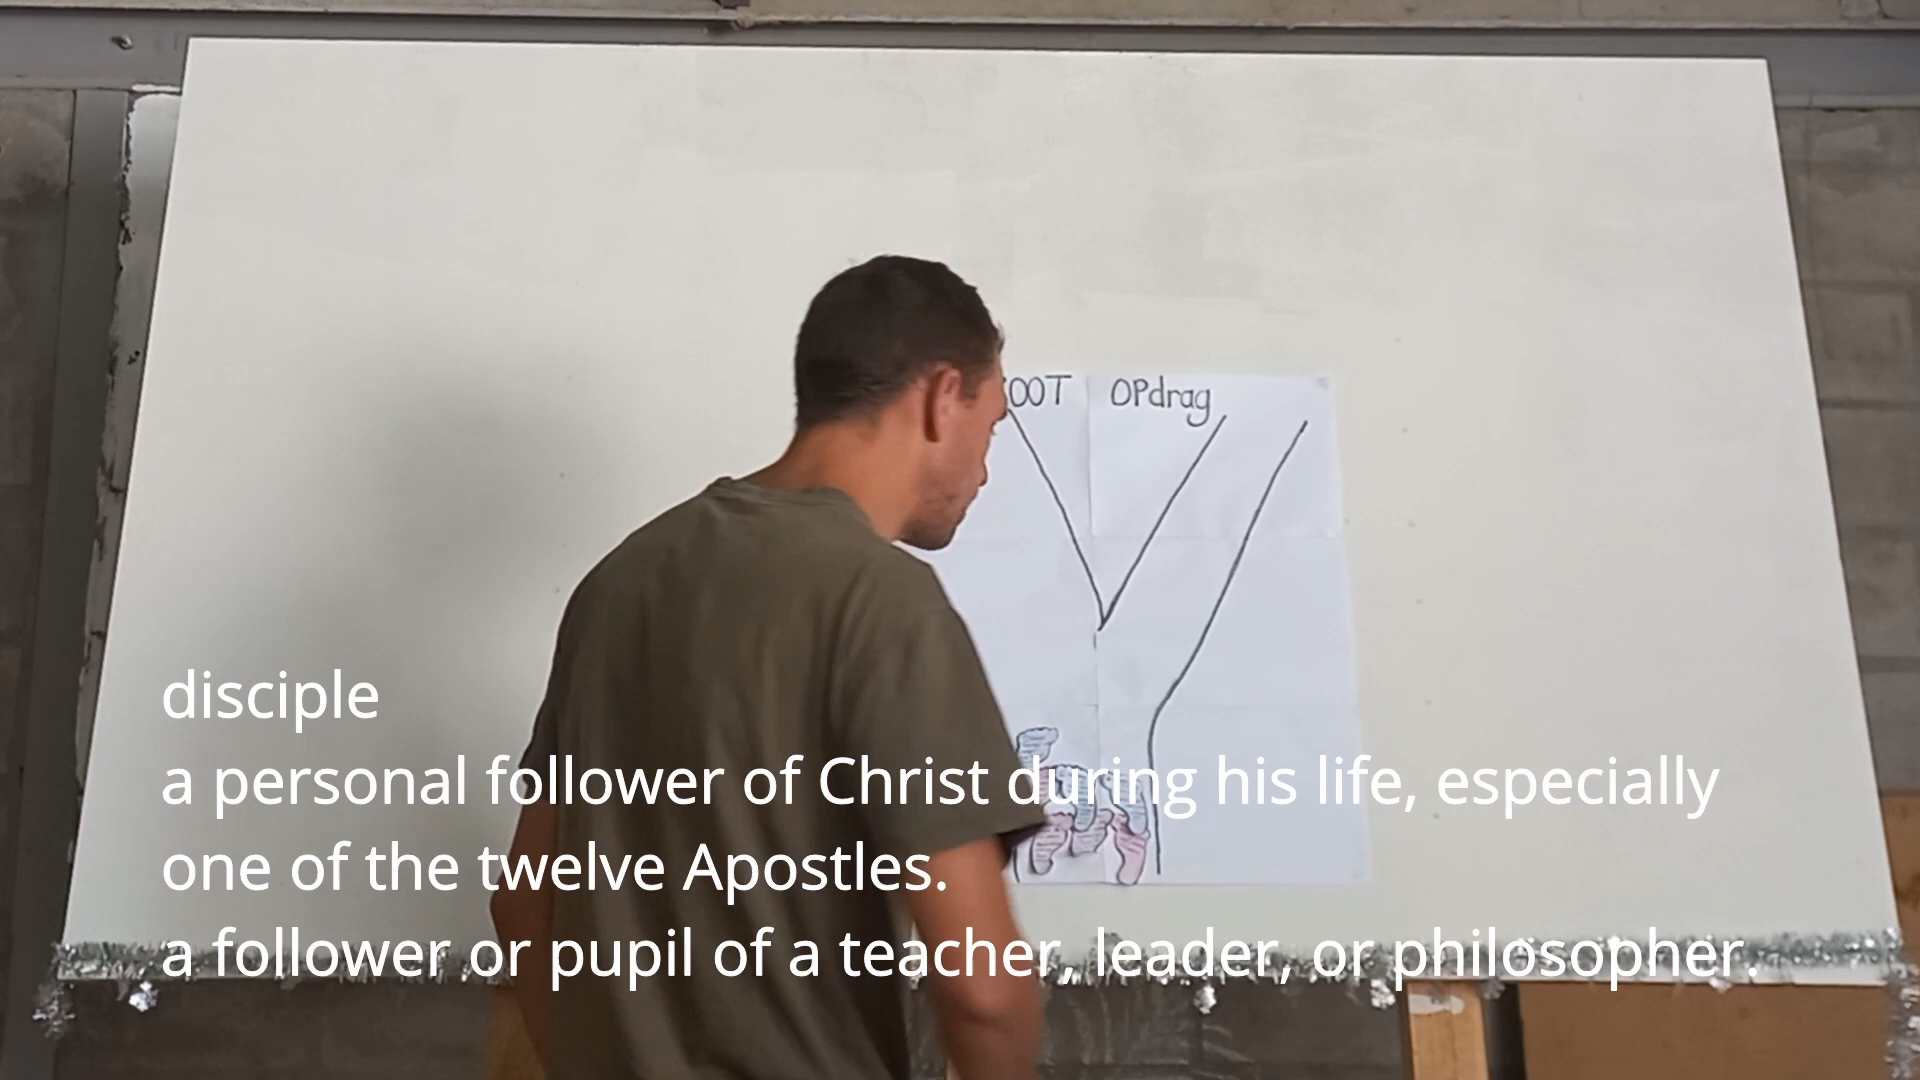 OPdrag
disciple
a personal follower of Christ during his life, especially
one of the twelve Apostles.
a follower or pupil of a teacher, leader, or philosopher.